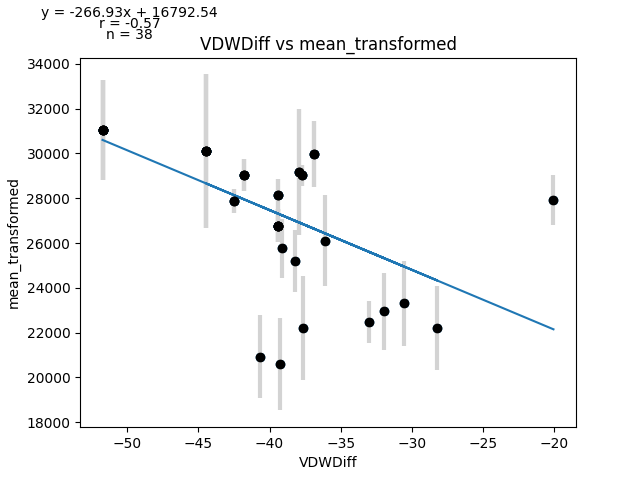 y = -266.93x + 16792.54
r = -0.57
n = 38
VDWDiff vs mean_transformed
34000
32000
30000
28000
26000
24000
22000
20000
18000
mean_transformed
−50
−45
−40
−35
−30
−25
−20
VDWDiff